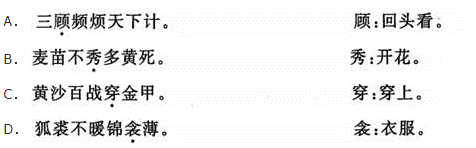 A. 三顾频烦天下计。 顾:回头看。
B. 麦苗不秀多黄死。 秀:开花。
C. 黄沙百战穿金甲。 穿:穿上。
D. 狐裘不暖锦衾薄。 衾:衣服。